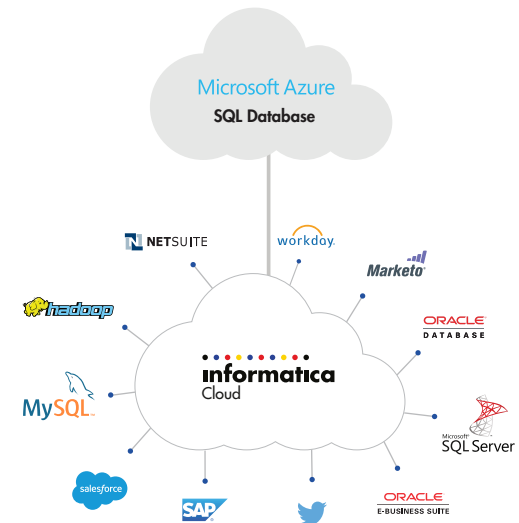 Microsoft Azure
SQL Database
NETSUITE
workday.
Marketo
hadoop
ORACLE
DATABASE
informatica
Cloud
MySQL
Microsoft
SQL Server
salesforce
SAP
ORACLE
E-BUSINESS SUITE